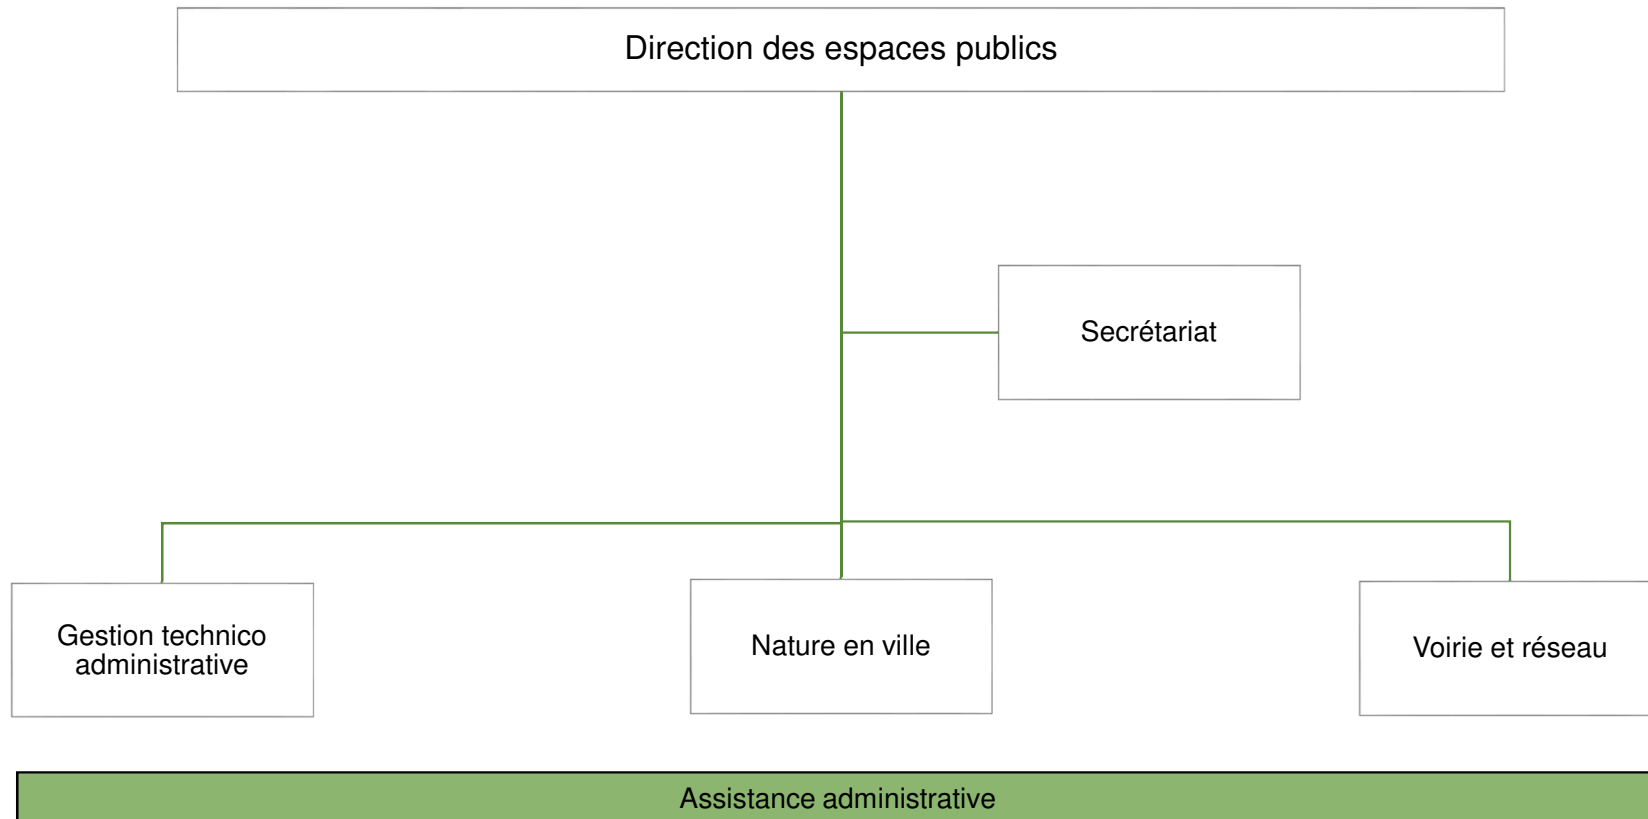 Direction des espaces publics
Secrétariat
Gestion technico
administrative
Nature en ville
Voirie et réseau
Assistance administrative